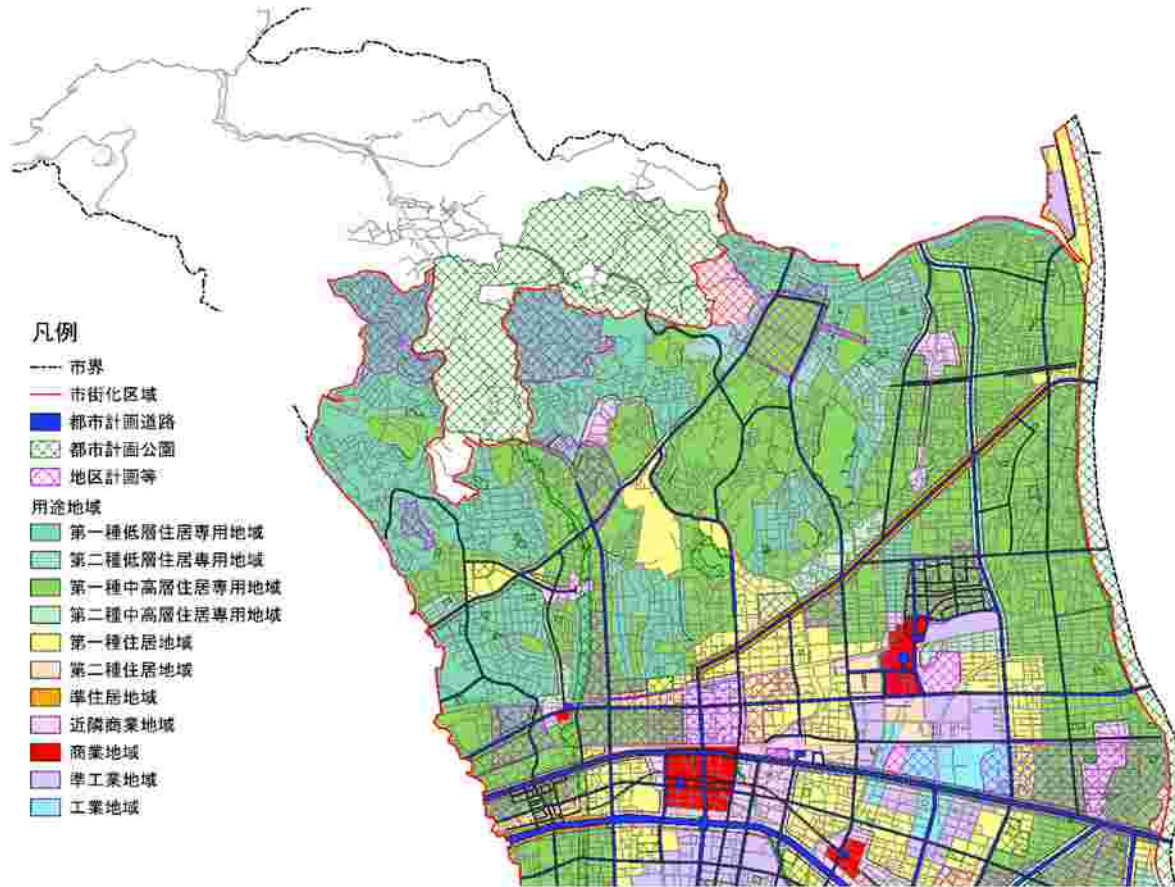 凡例
市界
市街化区域
都市計画道路
都市計画公園
地区計画等
用途地域
第一種低層住居専用地域
第二種低層住居専用地域
第一種中高層住居専用地域
第二種中高層住居専用地域
第一種住居地域
第二種住居地域
準住居地域
近隣商業地域
商業地域
準工業地域
工業地域